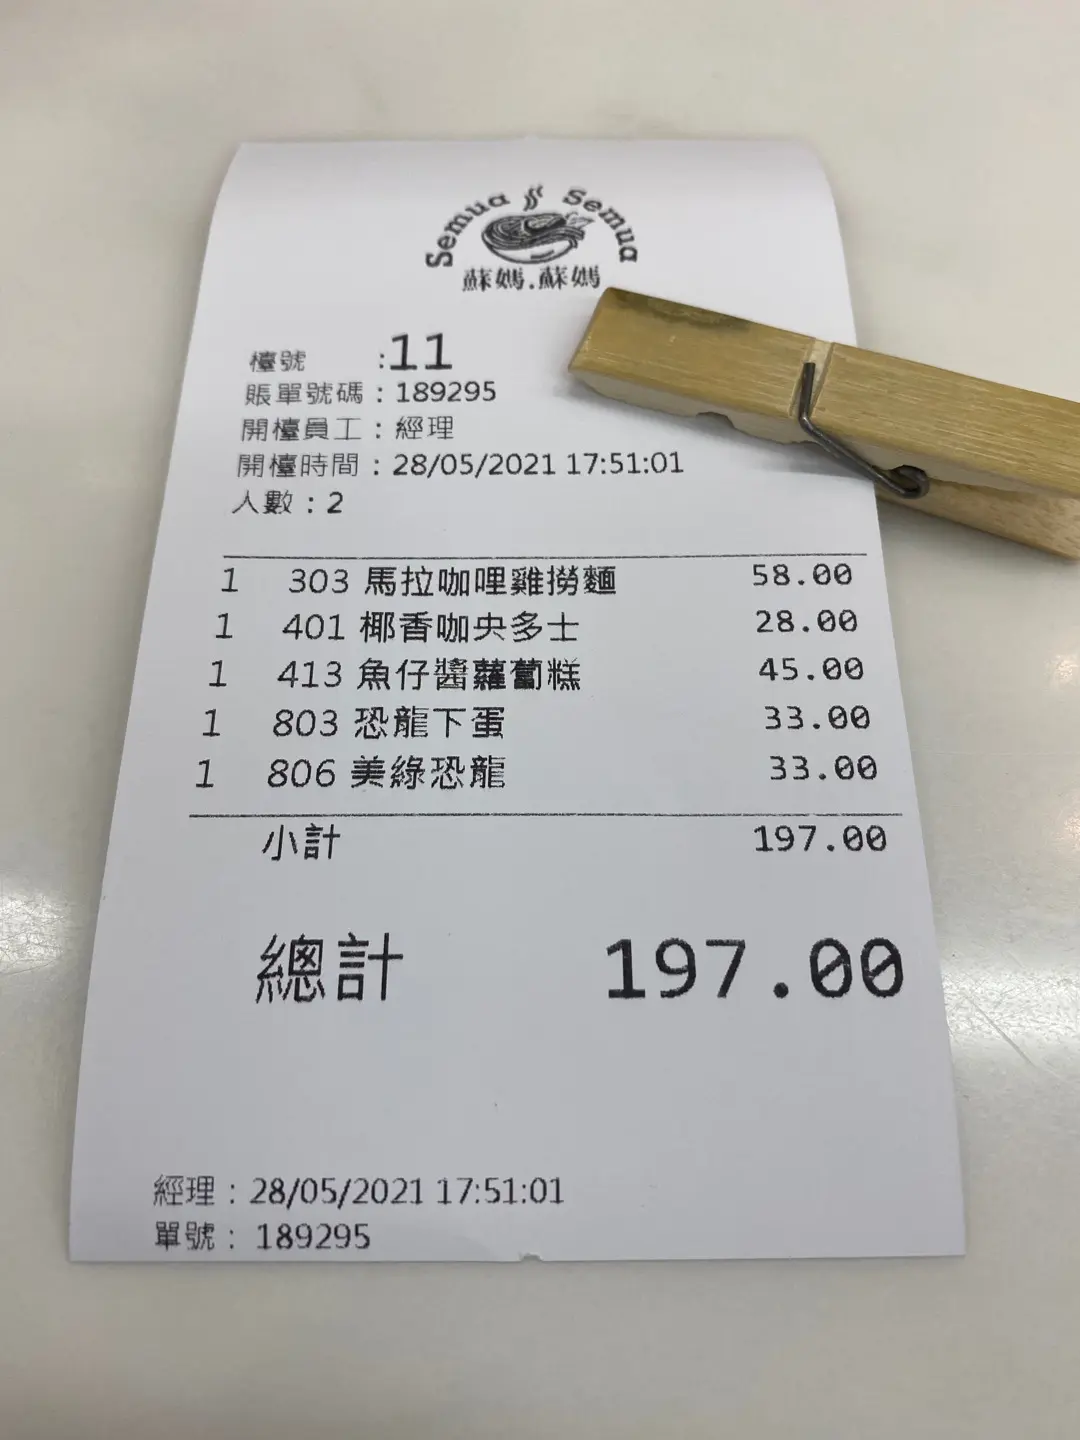 Semua Semua
蘇媽.蘇媽
檯號 :11
賬單號碼：189295
開檯員工：經理
開檯時間：28/05/2021 17:51:01
人數：2
1 303 馬拉咖哩雞撈麵 58.00
1 401 椰香咖央多士 28.00
1 413 魚仔醬蘿蔔糕 45.00
1 803 恐龍下蛋 33.00
1 806 美綠恐龍 33.00
小計 197.00
總計 197.00
經理：28/05/2021 17:51:01
單號：189295